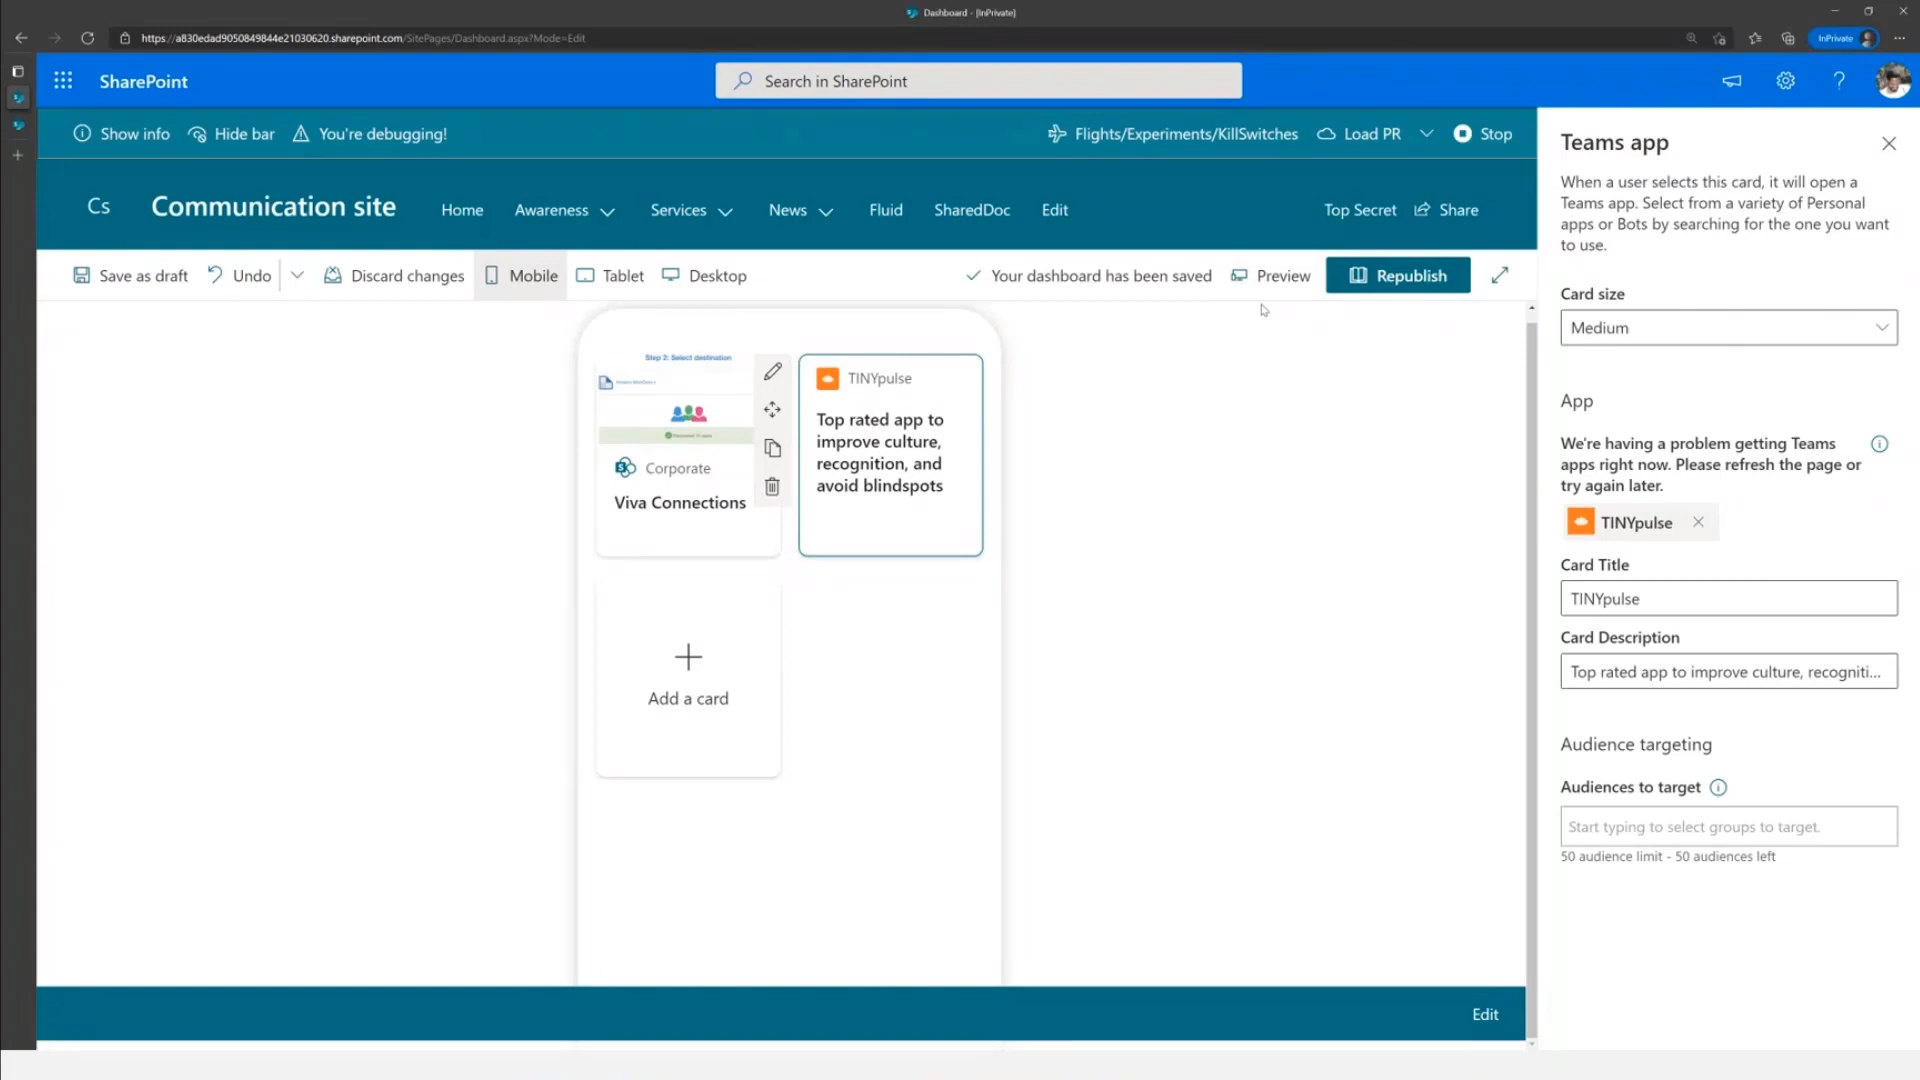 Dashboard - [InPrivate]
https://a830edad9050849844e21030620.sharepoint.com/SitePages/Dashboard.aspx?Mode=Edit
InPrivate
SharePoint
Search in SharePoint
Show info
Hide bar
You're debugging!
Flights/Experiments/KillSwitches
Load PR
Stop
Cs
Communication site
Home
Awareness
Services
News
Fluid
SharedDoc
Edit
Top Secret
Share
Save as draft
Undo
Discard changes
Mobile
Tablet
Desktop
Your dashboard has been saved
Preview
Republish
Step 2: Select destination
Corporate
Viva Connections
TINYpulse
Top rated app to
improve culture,
recognition, and
avoid blindspots
Add a card
Edit
Teams app
When a user selects this card, it will open a
Teams app. Select from a variety of Personal
apps or Bots by searching for the one you want
to use.
Card size
Medium
App
We're having a problem getting Teams
apps right now. Please refresh the page or
try again later.
TINYpulse
Card Title
TINYpulse
Card Description
Top rated app to improve culture, recogniti...
Audience targeting
Audiences to target
Start typing to select groups to target.
50 audience limit - 50 audiences left